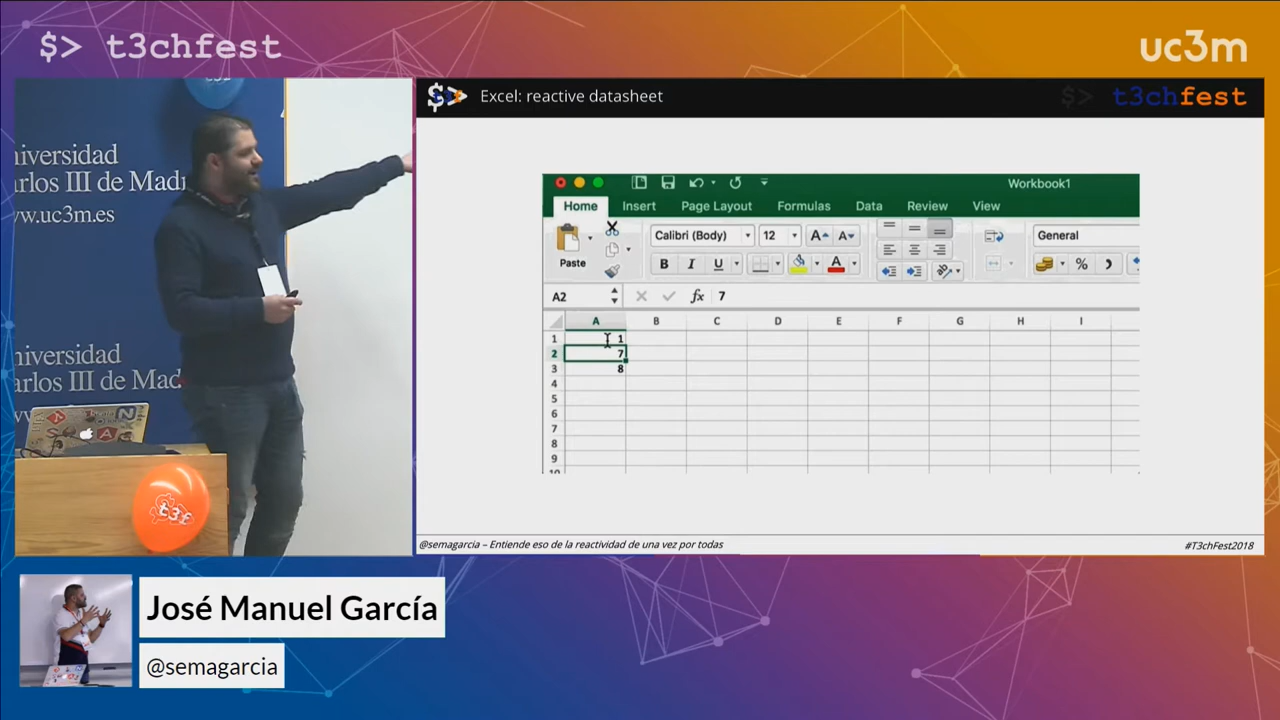 $> t3chfest
uc3m
$> Excel: reactive datasheet
$> t3chfest
niversidad
arlos III de Mad
w.uc3m.es
niversidad
arlos III de Mad
t3f
Workbook1
Home Insert Page Layout Formulas Data Review View
Paste
Calibri (Body) 12 A A
General
B I U A
%
A2 fx 7
A B C D E F G H I
1 1
2 7
3 8
4
5
6
7
8
9
10
@semagarcia – Entiende eso de la reactividad de una vez por todas
#T3chFest2018
José Manuel García
@semagarcia